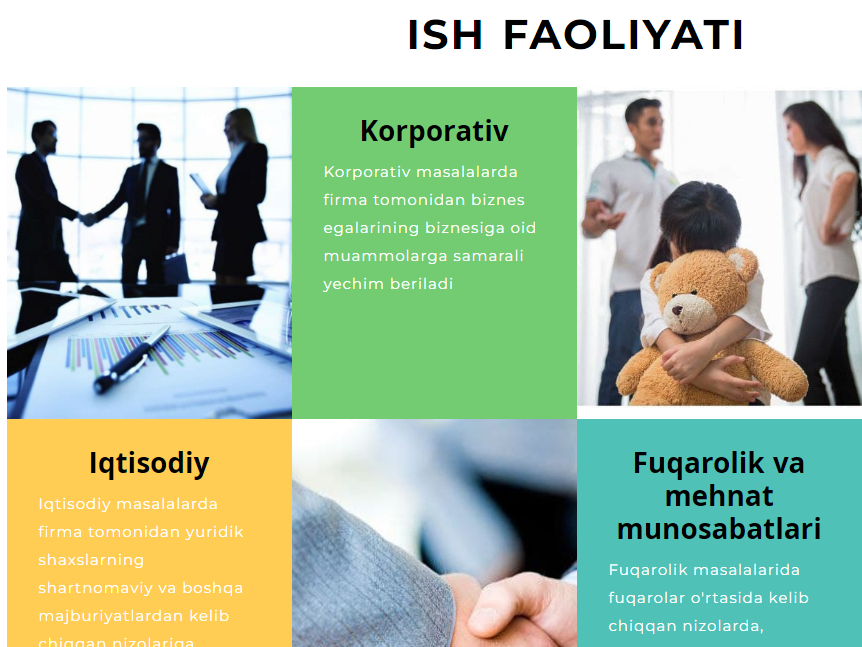 ISH FAOLIYATI
Korporativ
Korporativ masalalarda
firma tomonidan biznes
egalarining biznesiga oid
muammolarga samarali
yechim beriladi
Iqtisodiy
Iqtisodiy masalalarda
firma tomonidan yuridik
shaxslarning
shartnomaviy va boshqa
majburiyatlardan kelib
chiqqan nizolariga
Fuqarolik va
mehnat
munosabatlari
Fuqarolik masalalarida
fuqarolar o'rtasida kelib
chiqqan nizolarda,